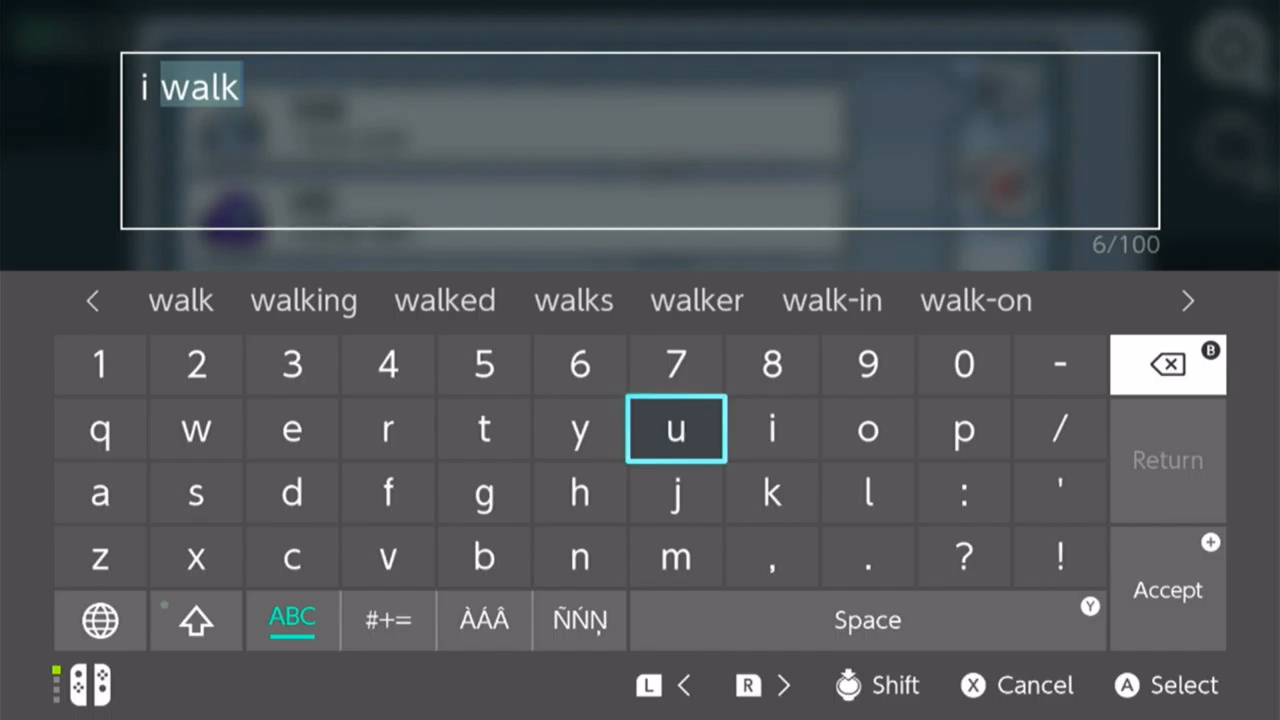 i walk
6/100
walk walking walked walks walker walk-in walk-on
1 2 3 4 5 6 7 8 9 0 - B
q w e r t y u i o p /
Return
a s d f g h j k l : '
z x c v b n m , . ? ! +
Accept
ABC #+= ÀÁÂ ÑŃŅ Space Y
L R Shift X Cancel A Select